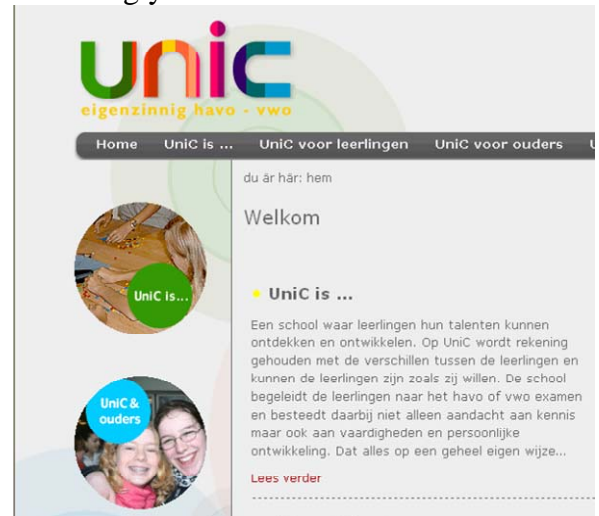 unic
eigenzinnig havo - vwo
Home UniC is ... UniC voor leerlingen UniC voor ouders
du är här: hem
Welkom
UniC is...
UniC is ...
Een school waar leerlingen hun talenten kunnen
ontdekken en ontwikkelen. Op UniC wordt rekening
gehouden met de verschillen tussen de leerlingen en
kunnen de leerlingen zijn zoals zij willen. De school
begeleidt de leerlingen naar het havo of vwo examen
en besteedt daarbij niet alleen aandacht aan kennis
maar ook aan vaardigheden en persoonlijke
ontwikkeling. Dat alles op een geheel eigen wijze...
UniC &
ouders
Lees verder